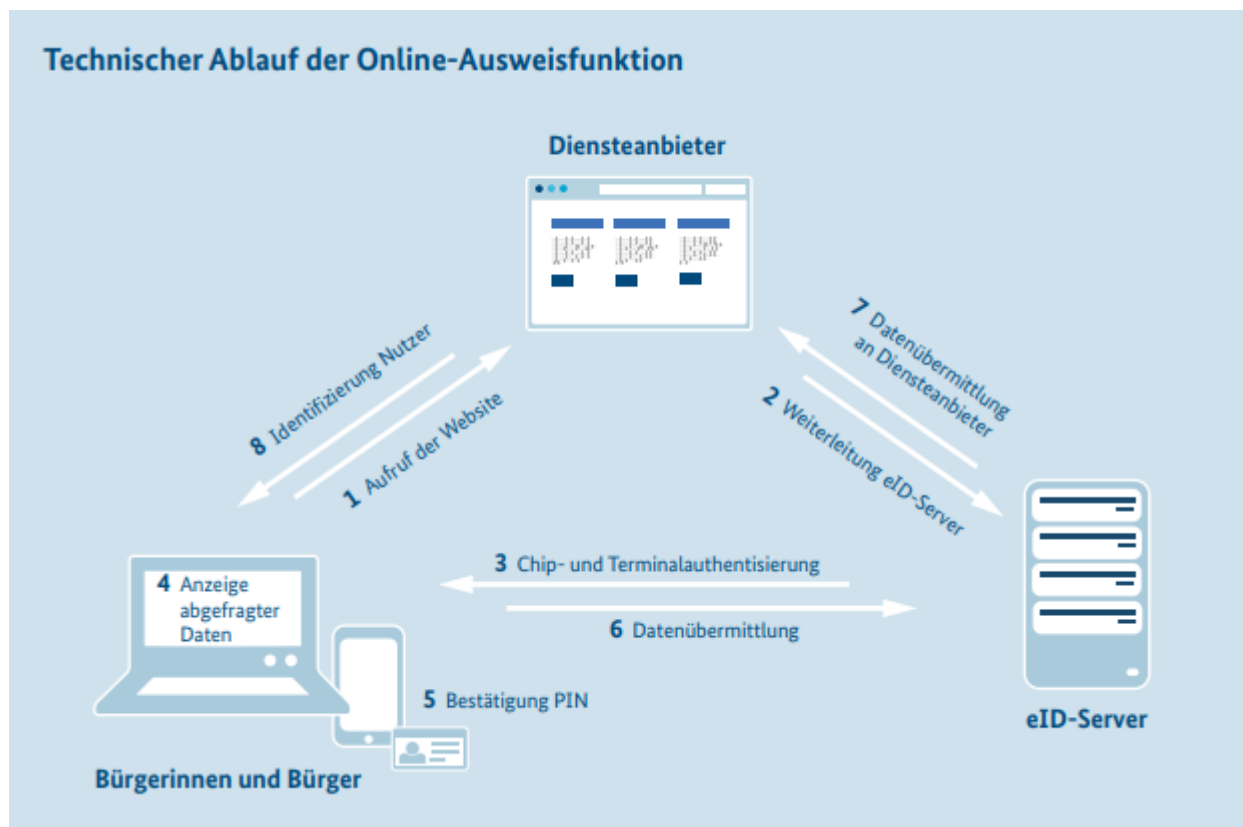 Technischer Ablauf der Online-Ausweisfunktion
Diensteanbieter
8 Identifizierung Nutzer
1 Aufruf der Website
7 Datenübermittlung
an Diensteanbieter
2 Weiterleitung eID-Server
3 Chip- und Terminalauthentisierung
4 Anzeige
abgefragter
Daten
6 Datenübermittlung
5 Bestätigung PIN
eID-Server
Bürgerinnen und Bürger